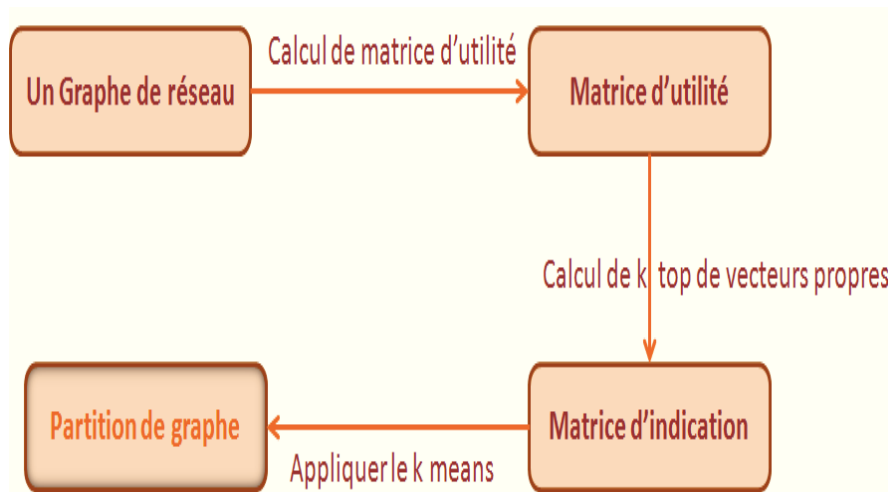 Calcul de matrice d'utilité
Un Graphe de réseau
Matrice d'utilité
Calcul de k top de vecteurs propres
Partition de graphe
Matrice d'indication
Appliquer le k means